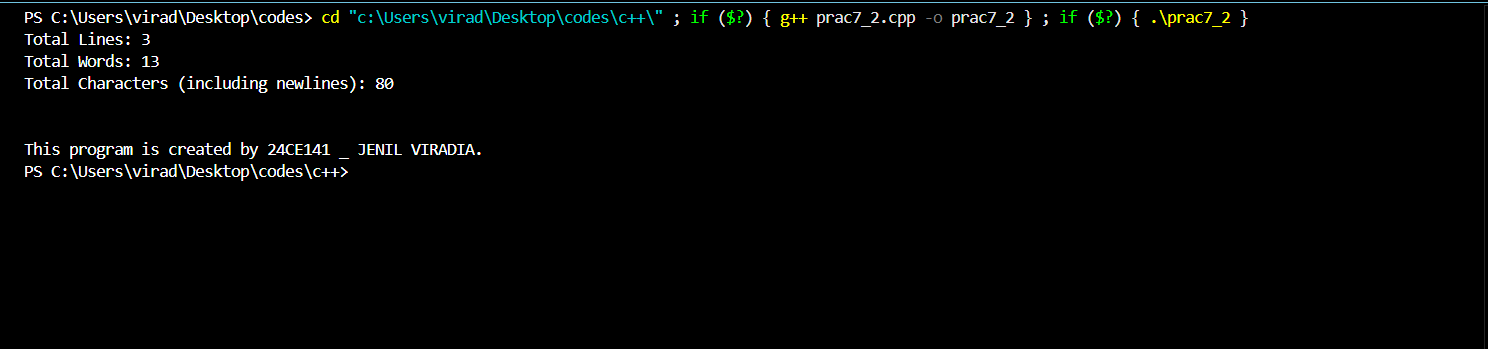 PS C:\Users\virad\Desktop\codes> cd "c:\Users\virad\Desktop\codes\c++\" ; if ($?) { g++ prac7_2.cpp -o prac7_2 } ; if ($?) { .\prac7_2 }
Total Lines: 3
Total Words: 13
Total Characters (including newlines): 80
This program is created by 24CE141 _ JENIL VIRADIA.
PS C:\Users\virad\Desktop\codes\c++>